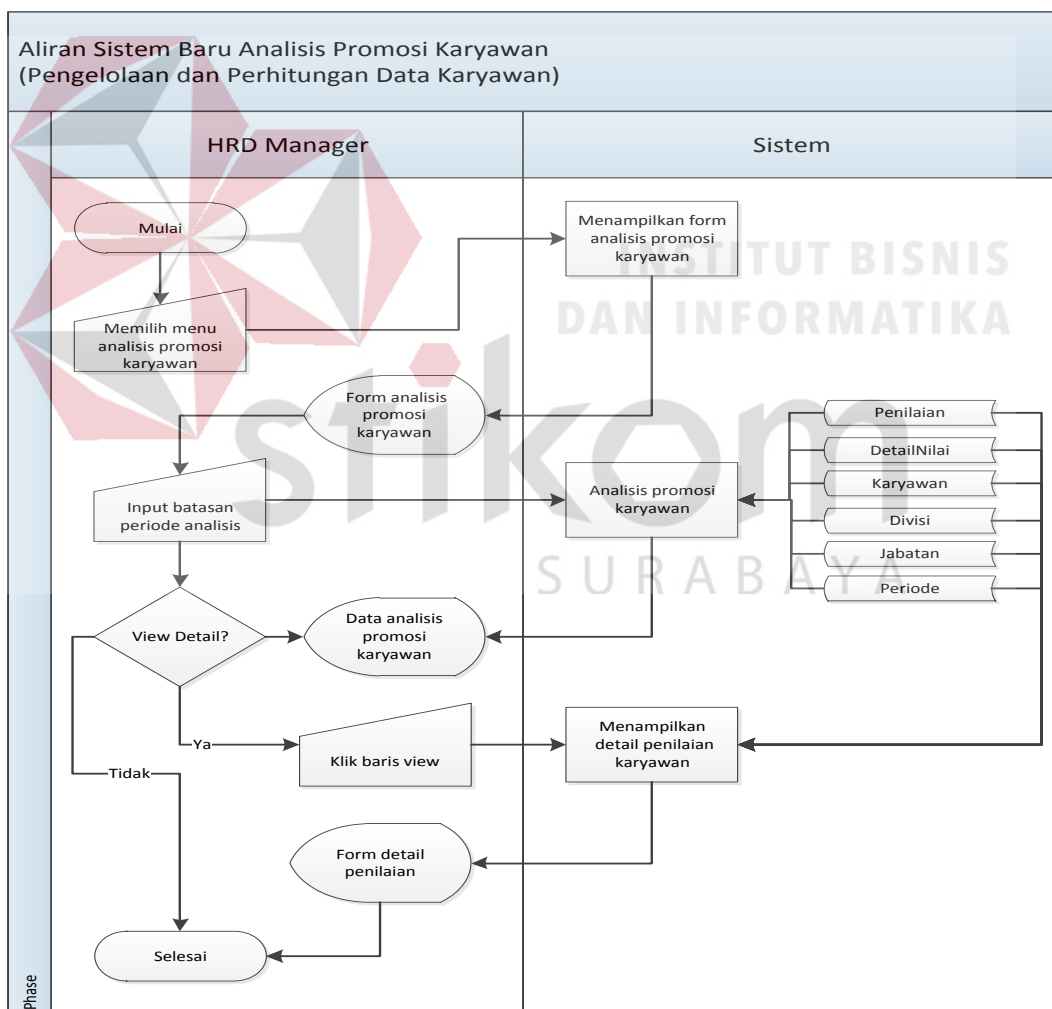 Aliran Sistem Baru Analisis Promosi Karyawan
(Pengelolaan dan Perhitungan Data Karyawan)
HRD Manager
Sistem
Mulai
Menampilkan form
analisis promosi
karyawan
INSTITUT BISNIS
DAN INFORMATIKA
Memilih menu
analisis promosi
karyawan
Form analisis
promosi
karyawan
stikom
SURABAYA
Penilaian
DetailNilai
Karyawan
Divisi
Jabatan
Periode
Input batasan
periode analisis
Analisis promosi
karyawan
View Detail?
Data analisis
promosi
karyawan
Ya
Klik baris view
Menampilkan
detail penilaian
karyawan
Tidak
Form detail
penilaian
Selesai
Phase